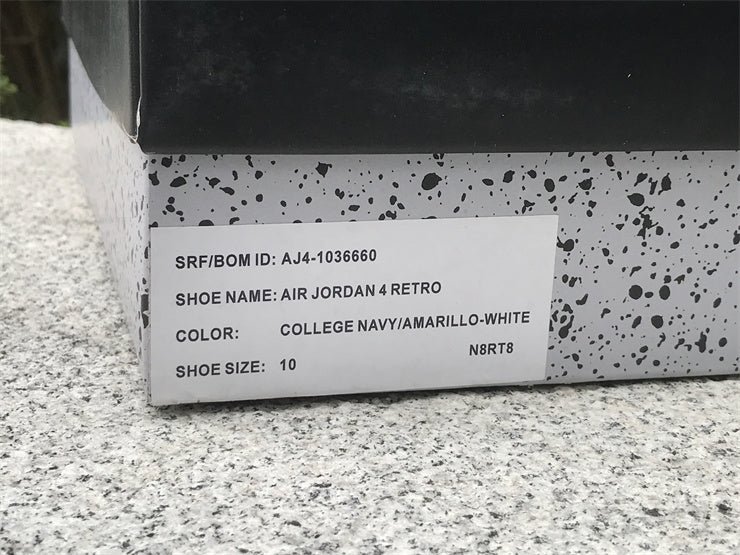 SRF/BOM ID: AJ4-1036660
SHOE NAME: AIR JORDAN 4 RETRO
COLOR: COLLEGE NAVY/AMARILLO-WHITE
N8RT8
SHOE SIZE: 10